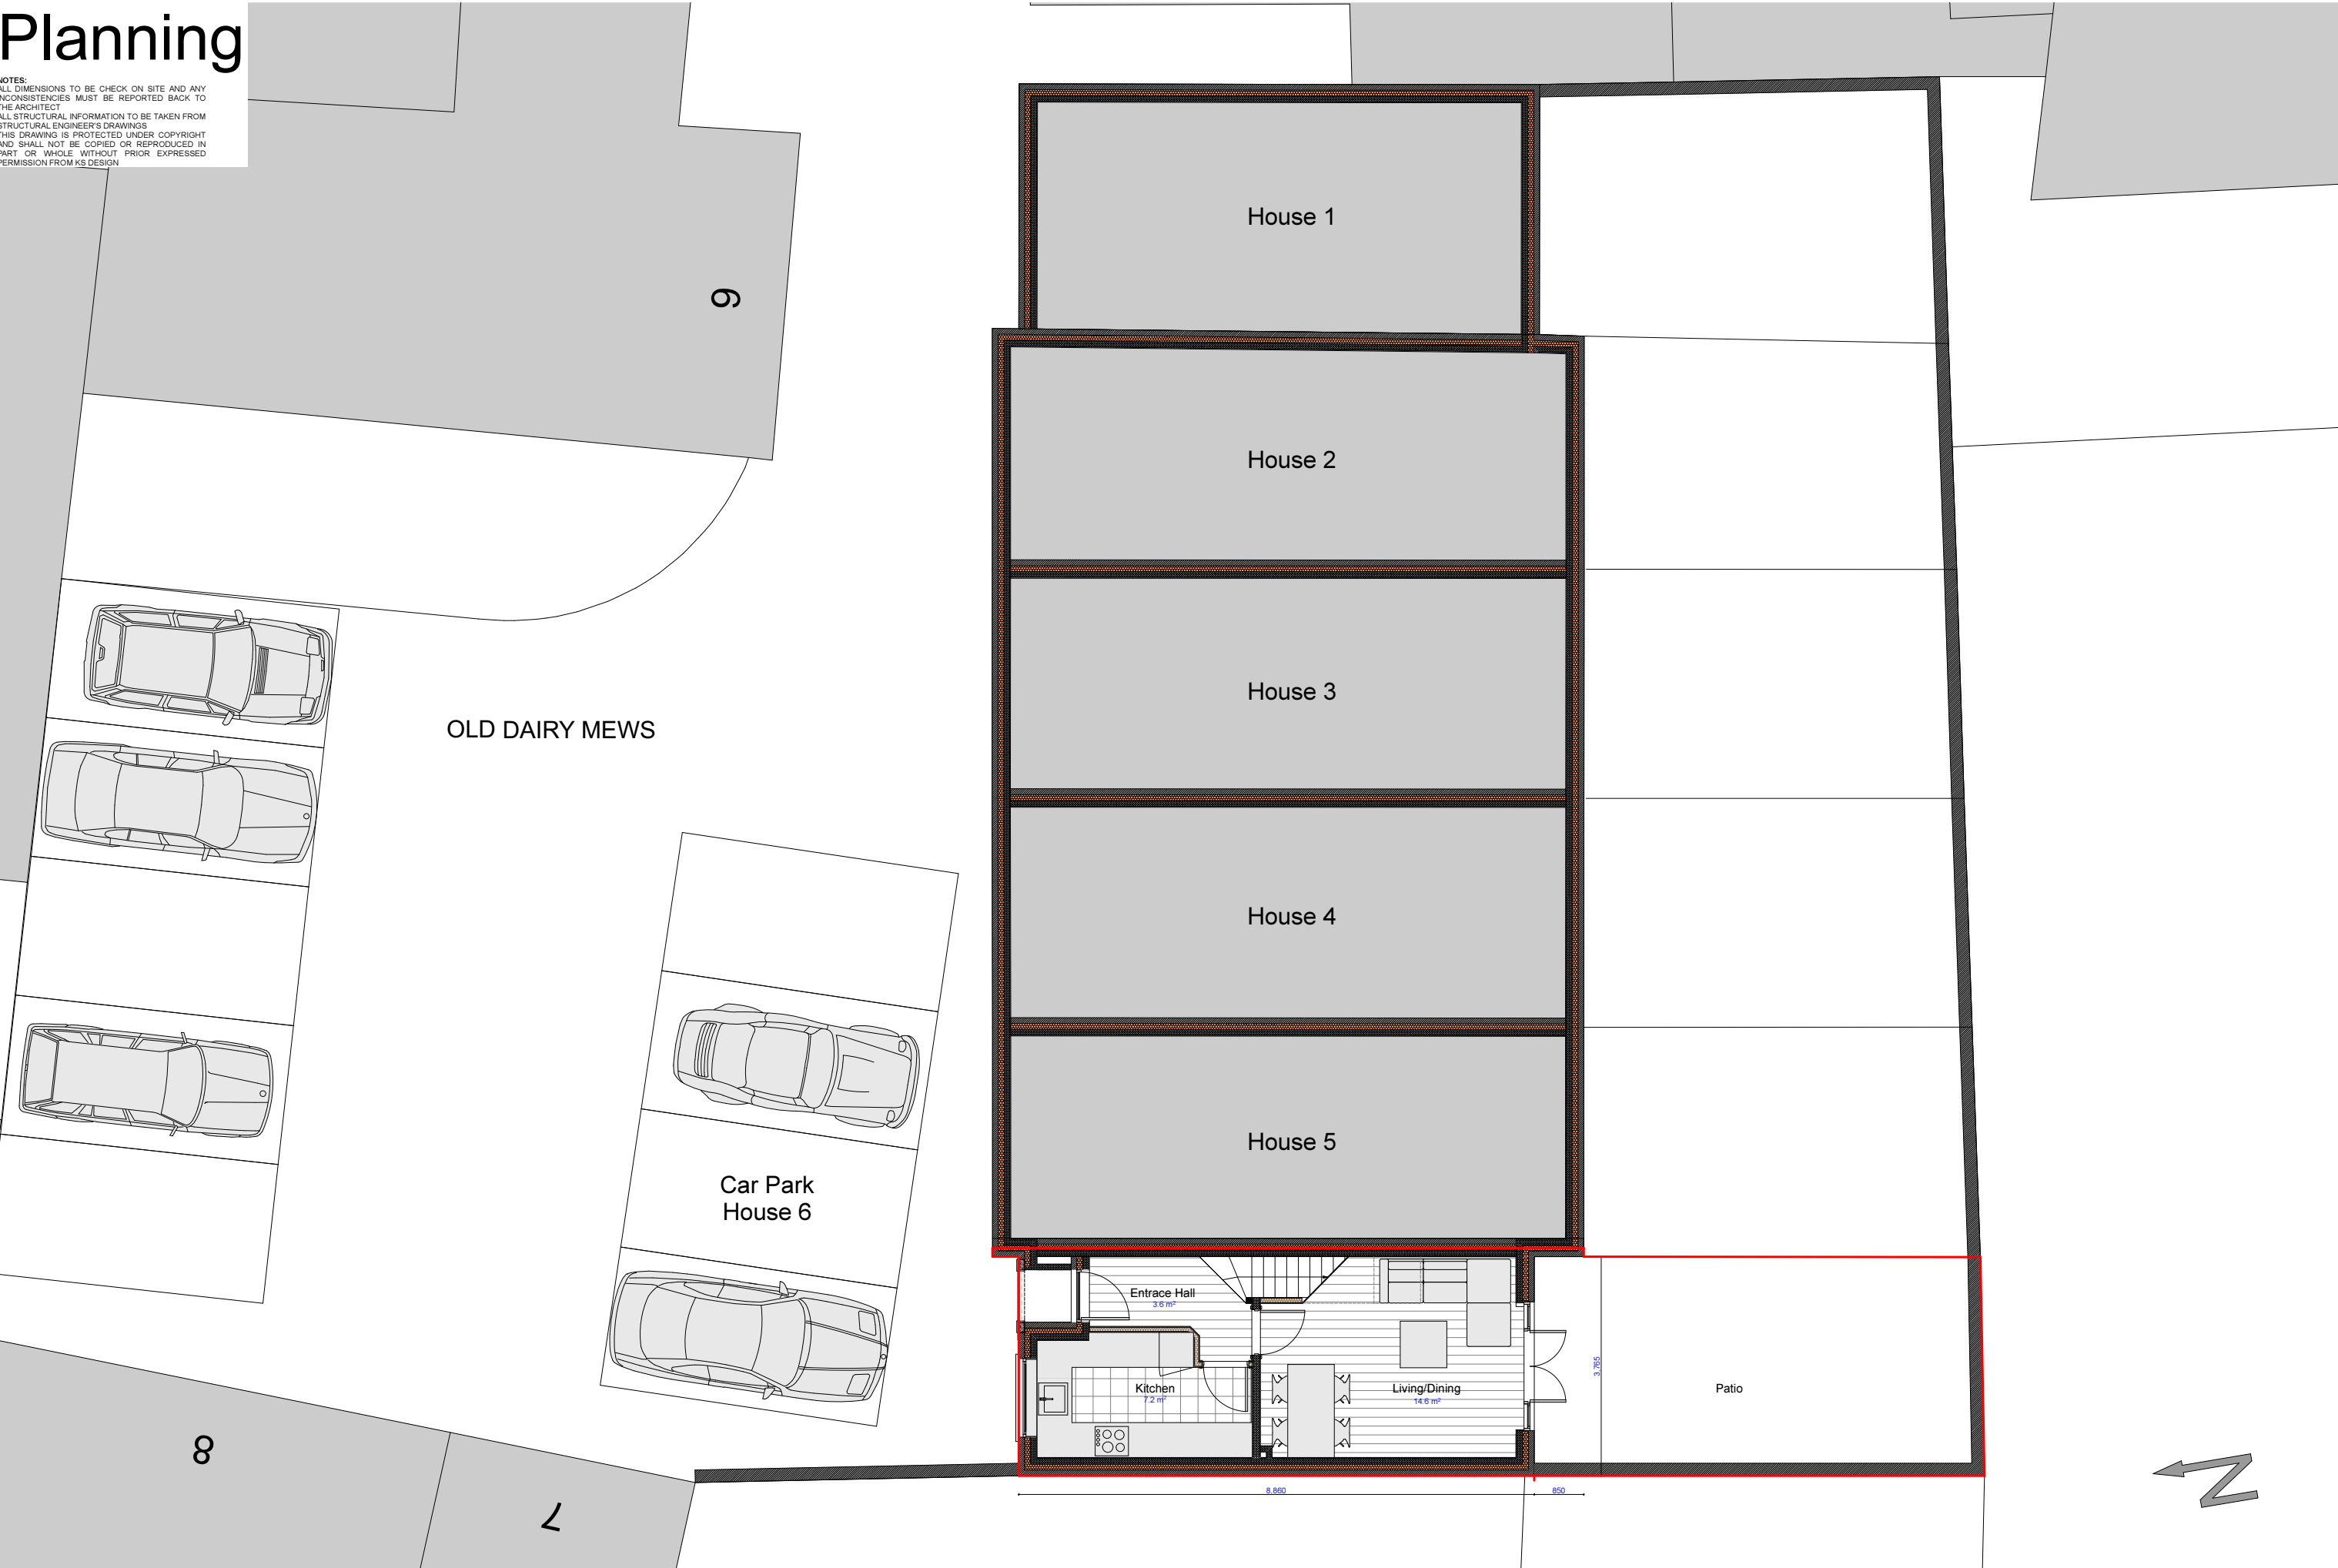 Planning
NOTES:
ALL DIMENSIONS TO BE CHECK ON SITE AND ANY
INCONSISTENCIES MUST BE REPORTED BACK TO
THE ARCHITECT
ALL STRUCTURAL INFORMATION TO BE TAKEN FROM
STRUCTURAL ENGINEER'S DRAWINGS
THIS DRAWING IS PROTECTED UNDER COPYRIGHT
AND SHALL NOT BE COPIED OR REPRODUCED IN
PART OR WHOLE WITHOUT PRIOR EXPRESSED
PERMISSION FROM KS DESIGN
House 1
6
House 2
House 3
OLD DAIRY MEWS
House 4
House 5
Car Park
House 6
Entrace Hall
3.6 m²
Kitchen
7.2 m²
Living/Dining
14.6 m²
3,765
Patio
8
7
8,860
850
N